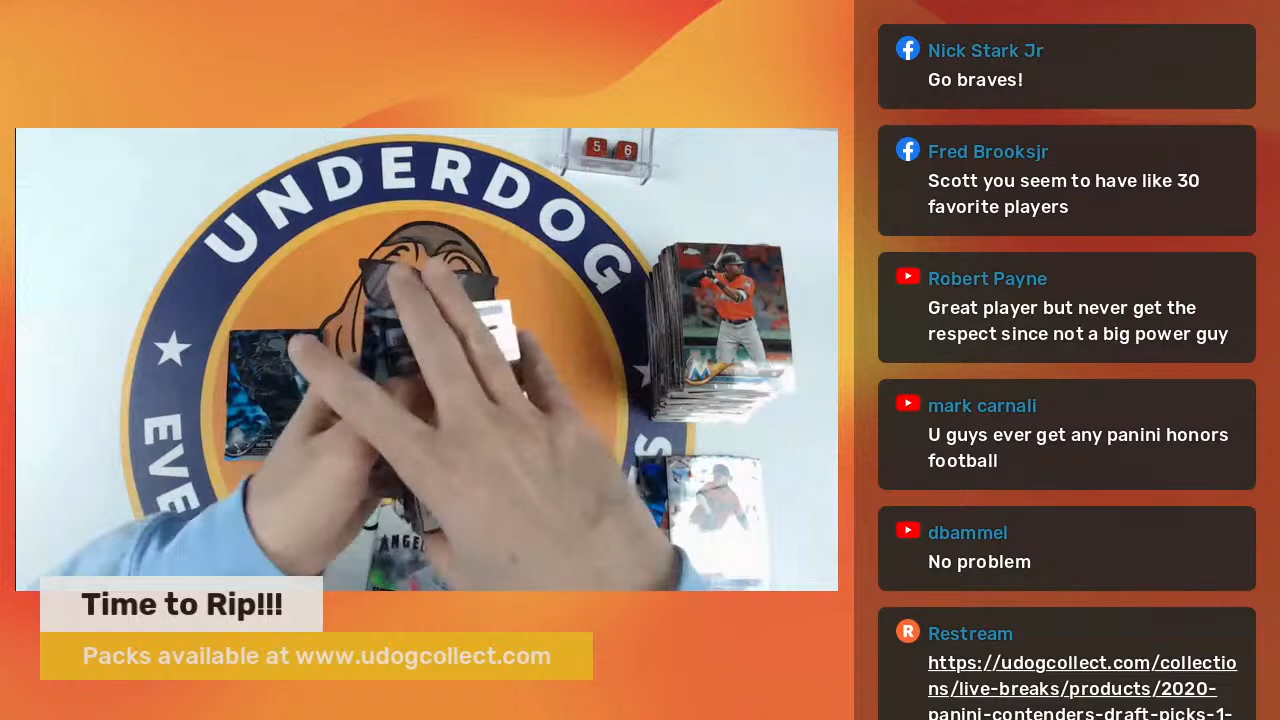 UNDERDOG
EVE
S
5 6
ANGEL
Time to Rip!!!
Packs available at www.udogcollect.com
Nick Stark Jr
Go braves!
Fred Brooksjr
Scott you seem to have like 30
favorite players
Robert Payne
Great player but never get the
respect since not a big power guy
mark carnali
U guys ever get any panini honors
football
dbammel
No problem
Restream
https://udogcollect.com/collectio
ns/live-breaks/products/2020-
panini-contenders-draft-picks-1-